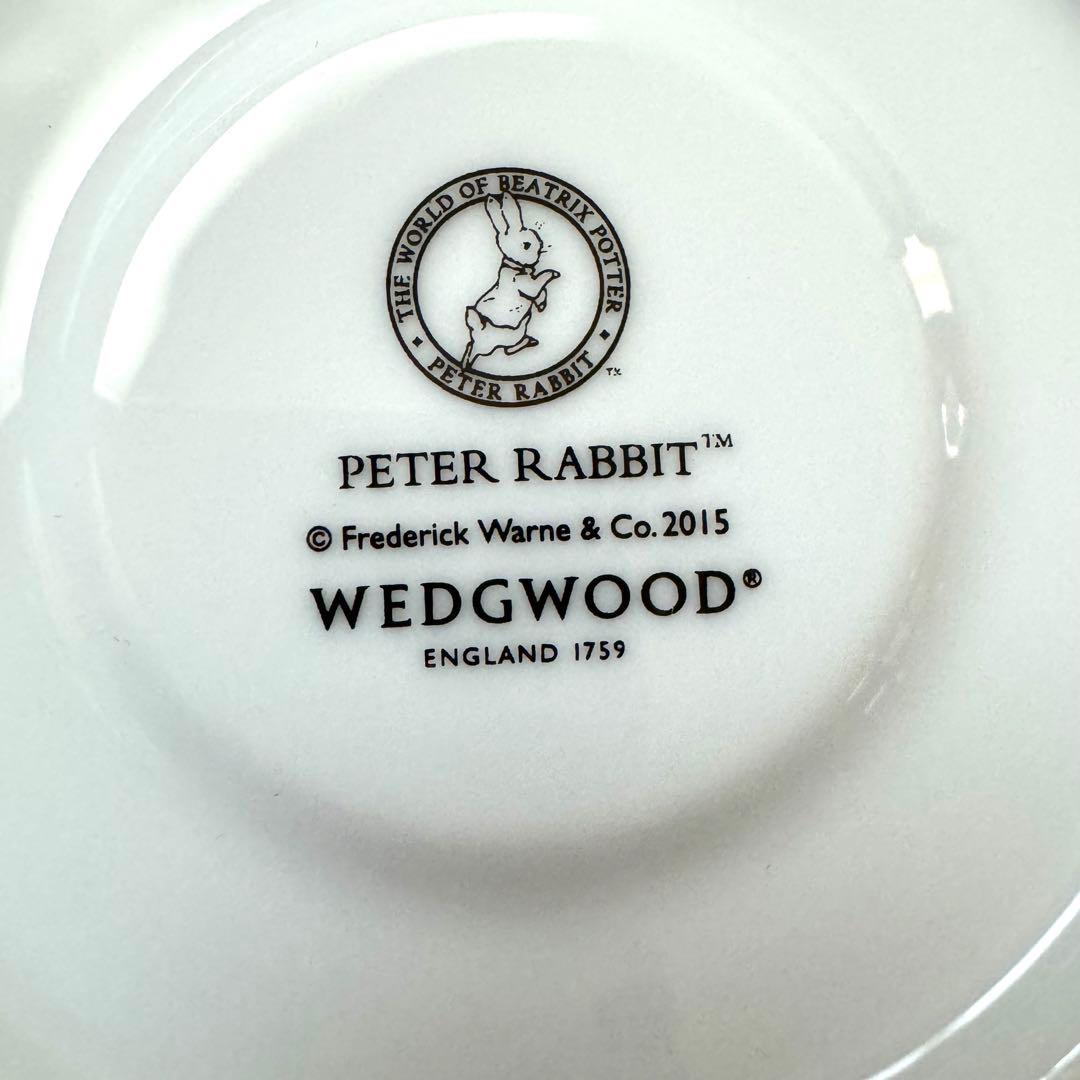 THE WORLD OF BEATRIX POTTER
• PETER RABBIT • TM
PETER RABBIT™
© Frederick Warne & Co. 2015
WEDGWOOD®
ENGLAND 1759